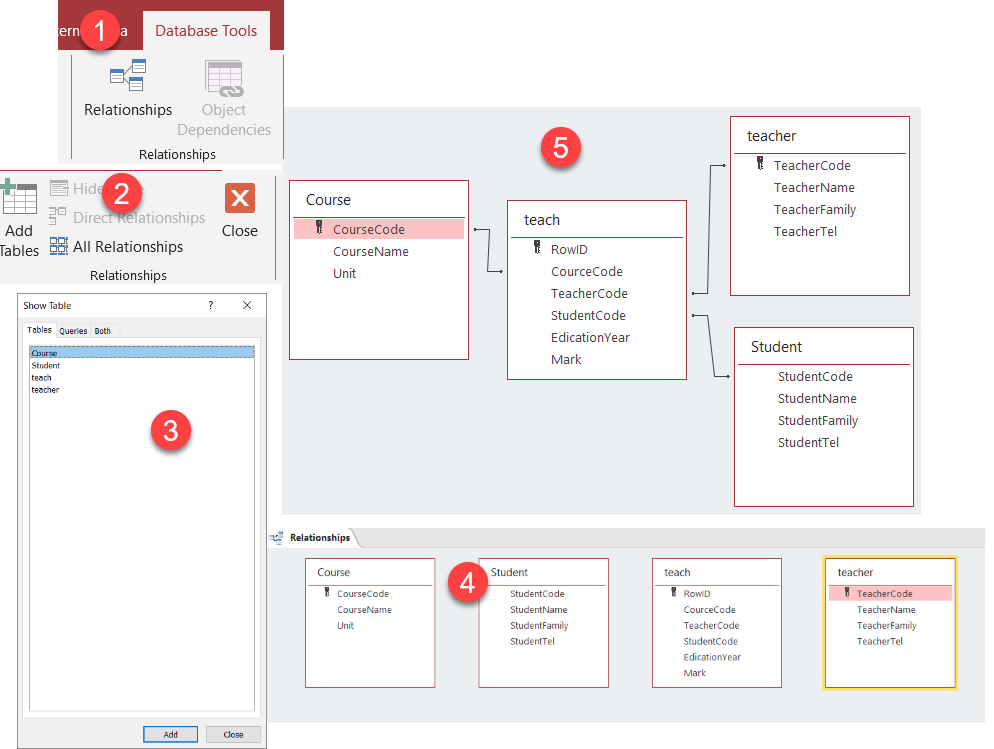 1
Database Tools
Relationships
Object
Dependencies
Relationships
2
Add
Tables
Direct Relationships
All Relationships
Close
Relationships
Show Table
?
Tables
Queries
Both
Course
Student
teach
teacher
3
Add
Close
5
Course
CourseCode
CourseName
Unit
teach
RowID
CourceCode
TeacherCode
StudentCode
EdicationYear
Mark
teacher
TeacherCode
TeacherName
TeacherFamily
TeacherTel
Student
StudentCode
StudentName
StudentFamily
StudentTel
Relationships
4
Course
CourseCode
CourseName
Unit
Student
StudentCode
StudentName
StudentFamily
StudentTel
teach
RowID
CourceCode
TeacherCode
StudentCode
EdicationYear
Mark
teacher
TeacherCode
TeacherName
TeacherFamily
TeacherTel